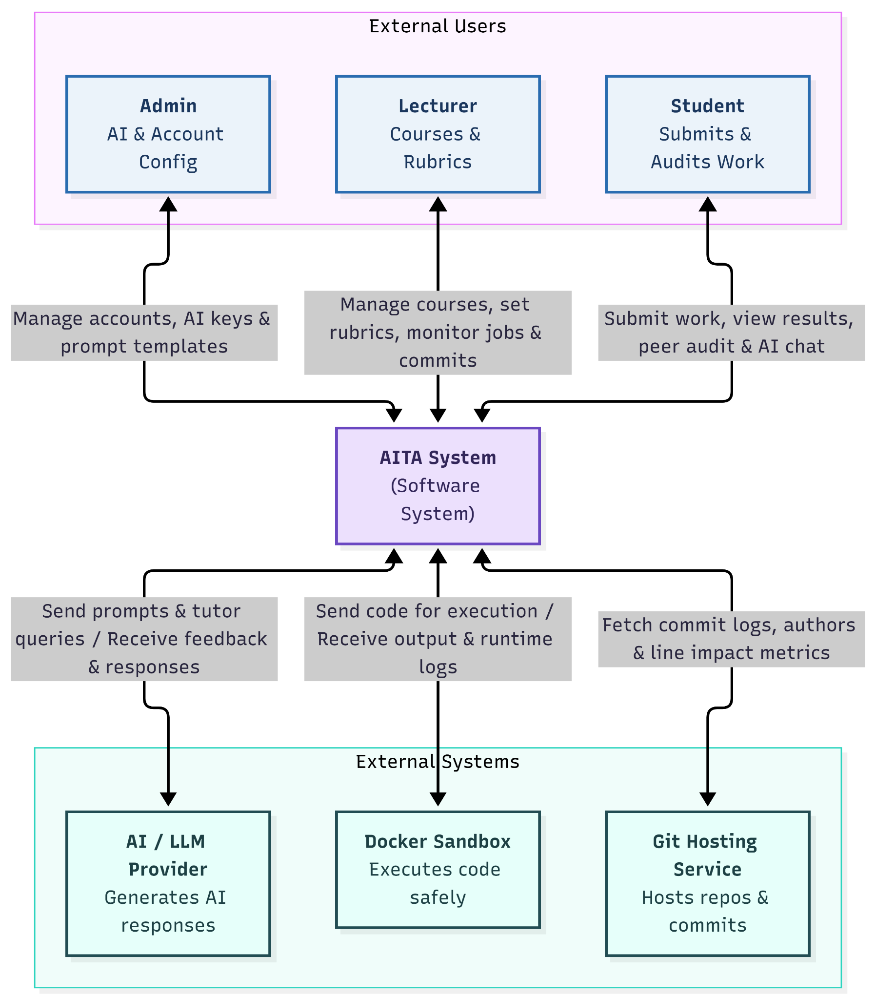 External Users
Admin
AI & Account
Config
Lecturer
Courses &
Rubrics
Student
Submits &
Audits Work
Manage accounts, AI keys &
prompt templates
Manage courses, set
rubrics, monitor jobs &
commits
Submit work, view results,
peer audit & AI chat
AITA System
(Software
System)
Send prompts & tutor
queries / Receive feedback
& responses
Send code for execution /
Receive output & runtime
logs
Fetch commit logs, authors
& line impact metrics
External Systems
AI / LLM
Provider
Generates AI
responses
Docker Sandbox
Executes code
safely
Git Hosting
Service
Hosts repos &
commits